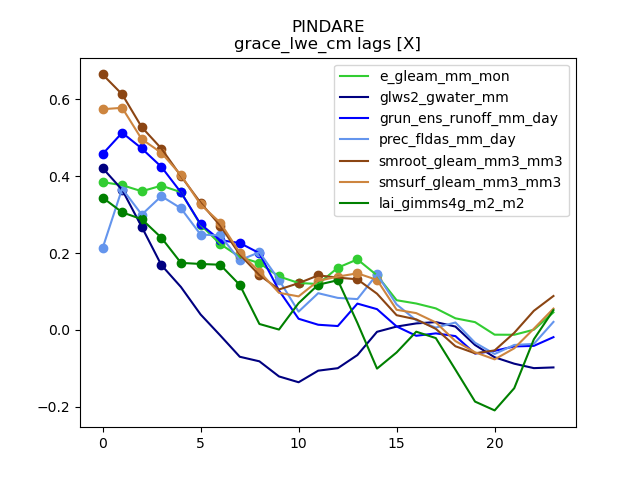 PINDARE
grace_lwe_cm lags [X]
e_gleam_mm_mon
glws2_gwater_mm
grun_ens_runoff_mm_day
prec_fldas_mm_day
smroot_gleam_mm3_mm3
smsurf_gleam_mm3_mm3
lai_gimms4g_m2_m2
0.6
0.4
0.2
0.0
−0.2
0 5 10 15 20